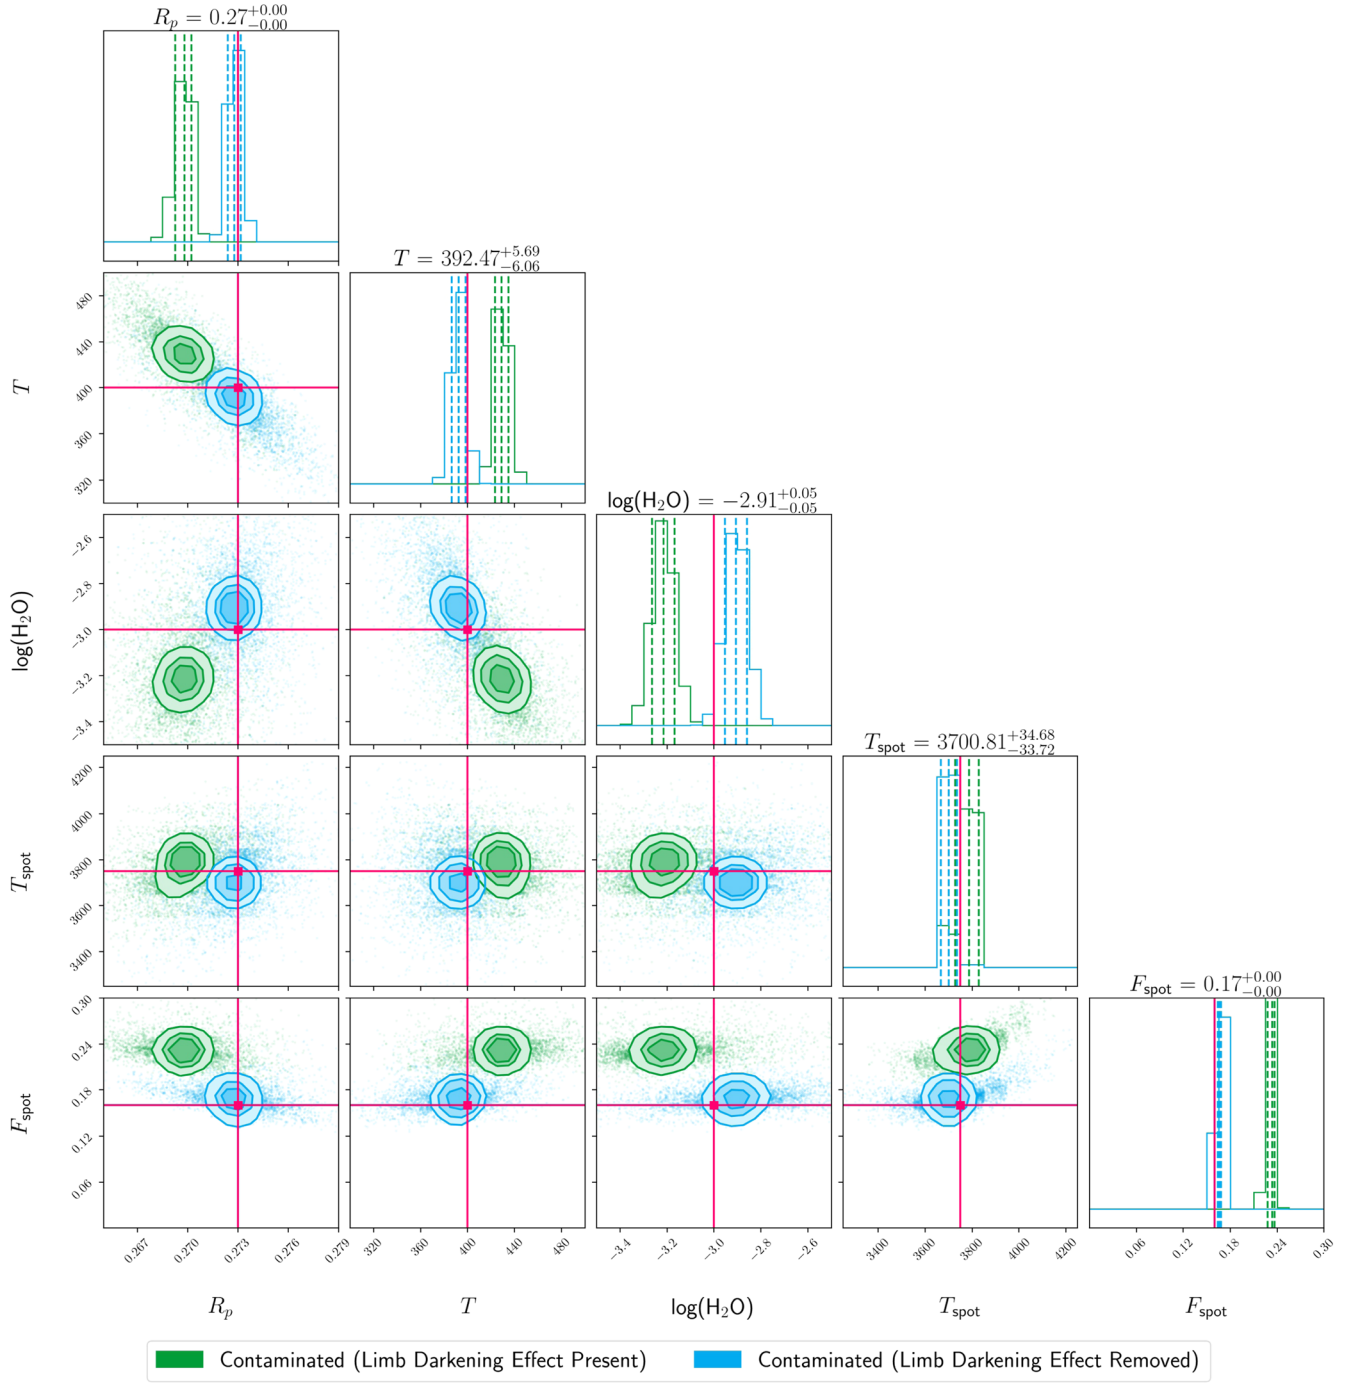 R_p = 0.27^{+0.00}_{-0.00}
T = 392.47^{+5.69}_{-6.06}
480
440
400
360
320
T
log(H₂O) = −2.91^{+0.05}_{-0.05}
−2.6
−2.8
−3.0
−3.2
−3.4
log(H₂O)
T_spot = 3700.81^{+34.68}_{-33.72}
4200
4000
3800
3600
3400
T_spot
F_spot = 0.17^{+0.00}_{-0.00}
0.30
0.24
0.18
0.12
0.06
F_spot
0.267 0.270 0.273 0.276 0.279 320 360 400 440 480 −3.4 −3.2 −3.0 −2.8 −2.6 3400 3600 3800 4000 4200 0.06 0.12 0.18 0.24 0.30
R_p T log(H₂O) T_spot F_spot
Contaminated (Limb Darkening Effect Present) Contaminated (Limb Darkening Effect Removed)